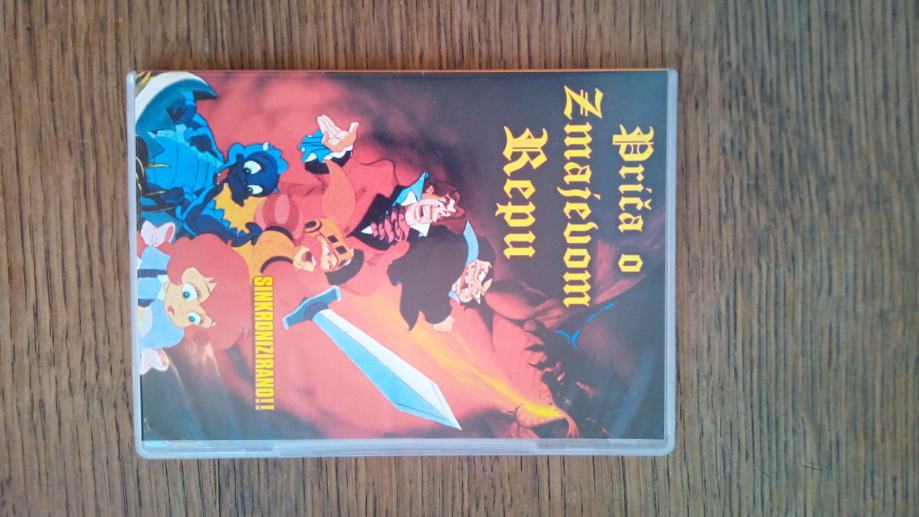 Priča o
Zmajevom
Repu
SINKRONIZIRANO!!